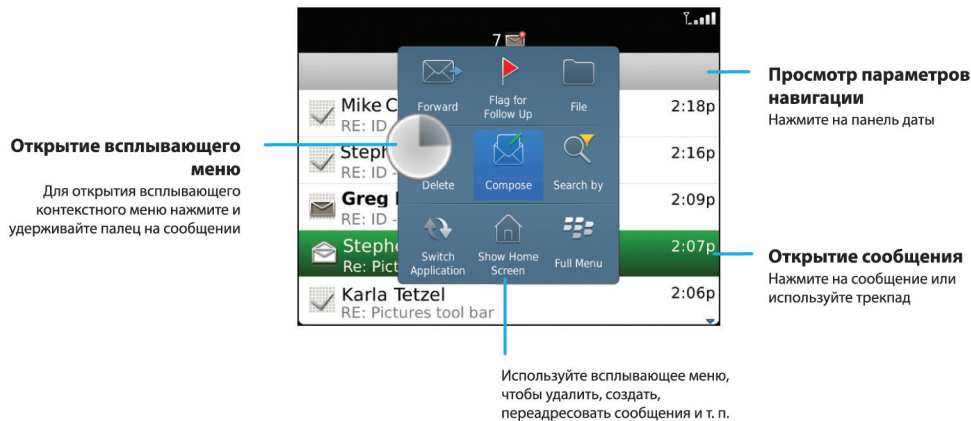 7
Forward
Flag for
Follow Up
File
Mike C
2:18p
RE: ID
Steph
2:16p
RE: ID -
Delete
Compose
Search by
Greg
2:09p
RE: ID -
Stepho
2:07p
Re: Pict
Switch
Application
Show Home
Screen
Full Menu
Karla Tetzel
2:06p
RE: Pictures tool bar
Открытие всплывающего
меню
Для открытия всплывающего
контекстного меню нажмите и
удерживайте палец на сообщении
Просмотр параметров
навигации
Нажмите на панель даты
Открытие сообщения
Нажмите на сообщение или
используйте трекпад
Используйте всплывающее меню,
чтобы удалить, создать,
переадресовать сообщения и т. п.